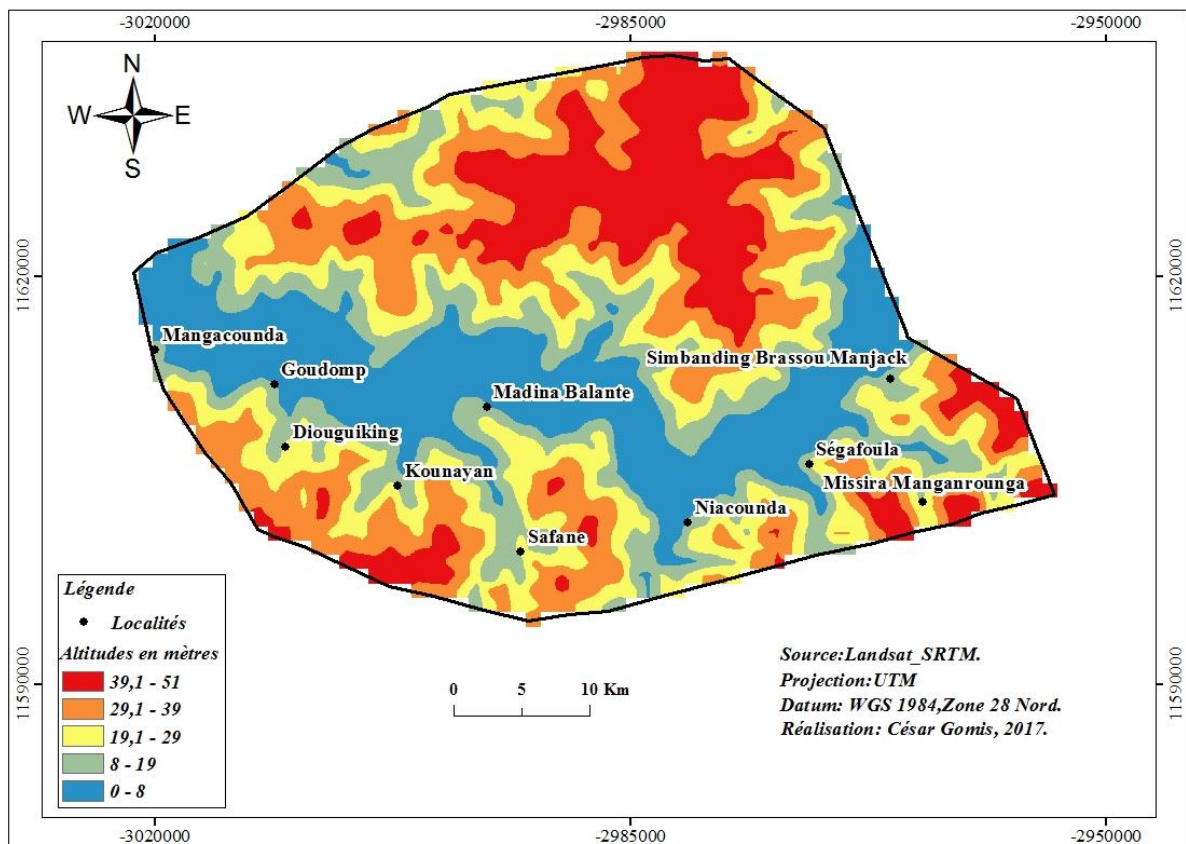 -3020000
-2985000
-2950000
N
W
E
S
11620000
11620000
Mangacounda
Simbanding Brassou Manjack
Goudomp
Madina Balante
Diouguiking
Ségafoula
Kounayan
Missira Manganrounga
Niacounda
Safane
Légende
Localités
Altitudes en mètres
39,1 - 51
29,1 - 39
19,1 - 29
8 - 19
0 - 8
0 5 10 Km
Source:Landsat_SRTM.
Projection:UTM
Datum: WGS 1984,Zone 28 Nord.
Réalisation: César Gomis, 2017.
11590000
11590000
-3020000
-2985000
-2950000